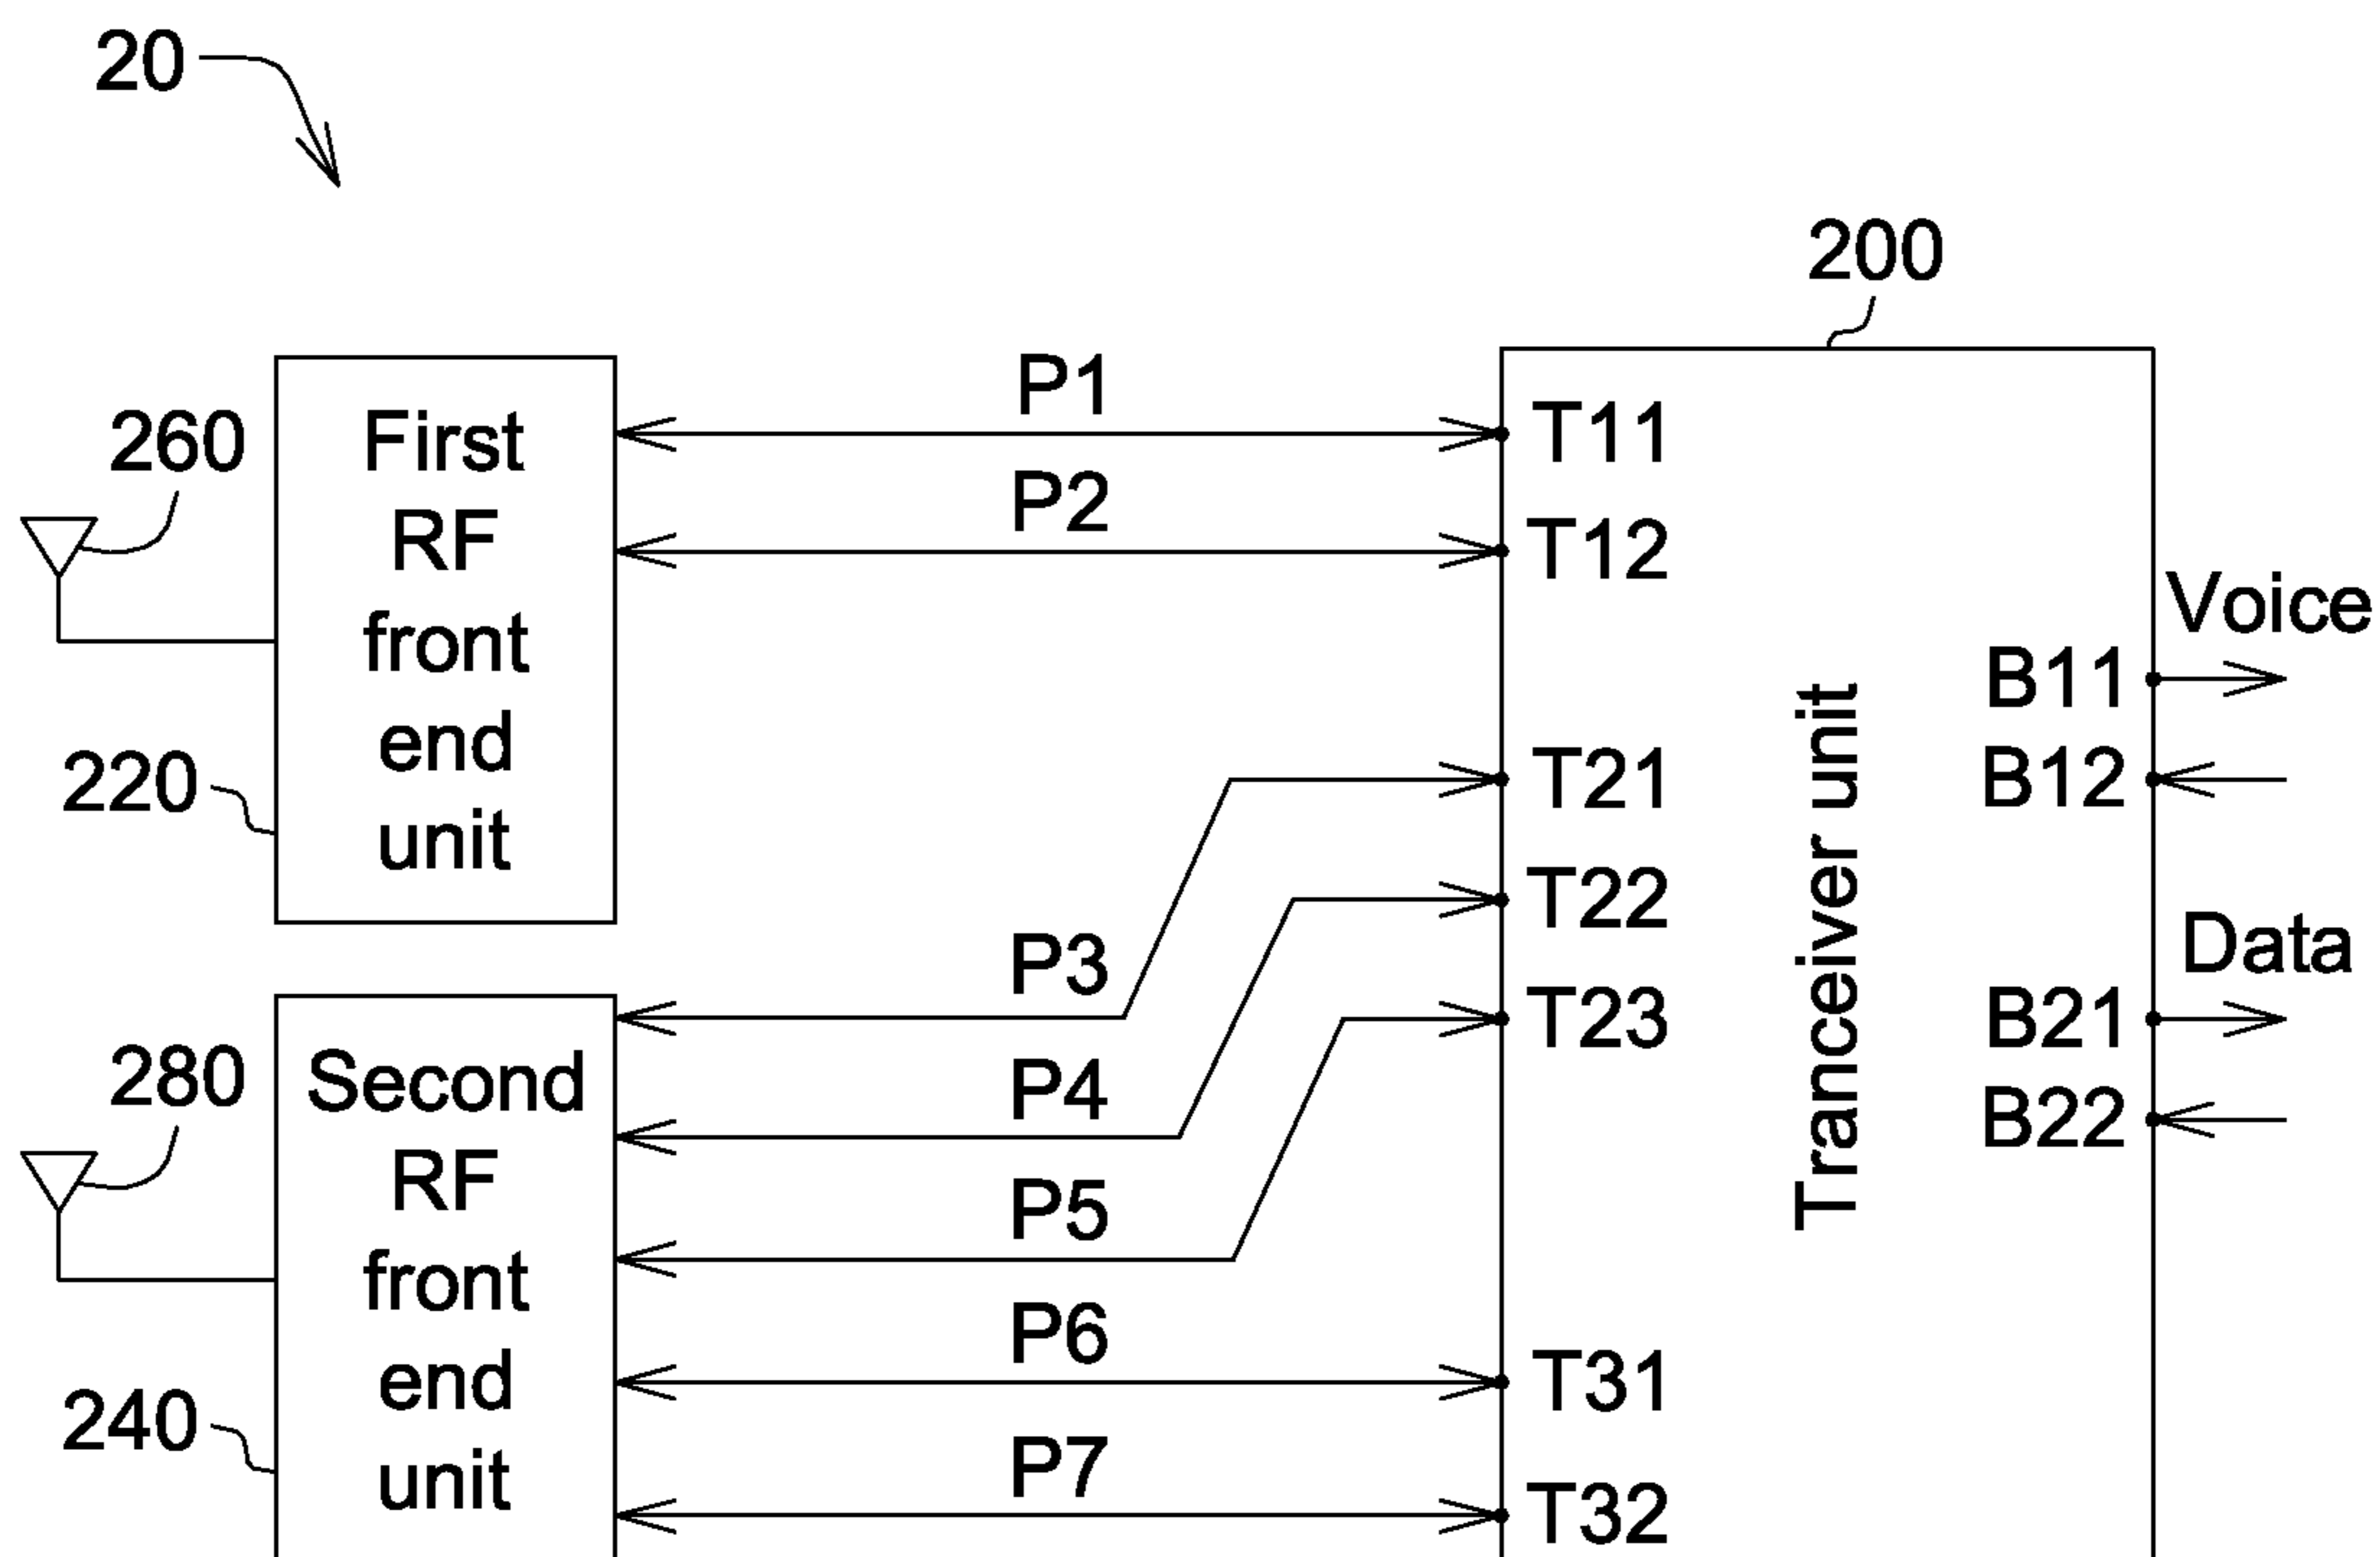 20
200
260
First
RF
front
end
unit
220
P1
P2
T11
T12
Voice
B11
B12
T21
T22
T23
Tranceiver unit
Data
B21
B22
280
Second
RF
front
end
unit
240
P3
P4
P5
P6
P7
T31
T32